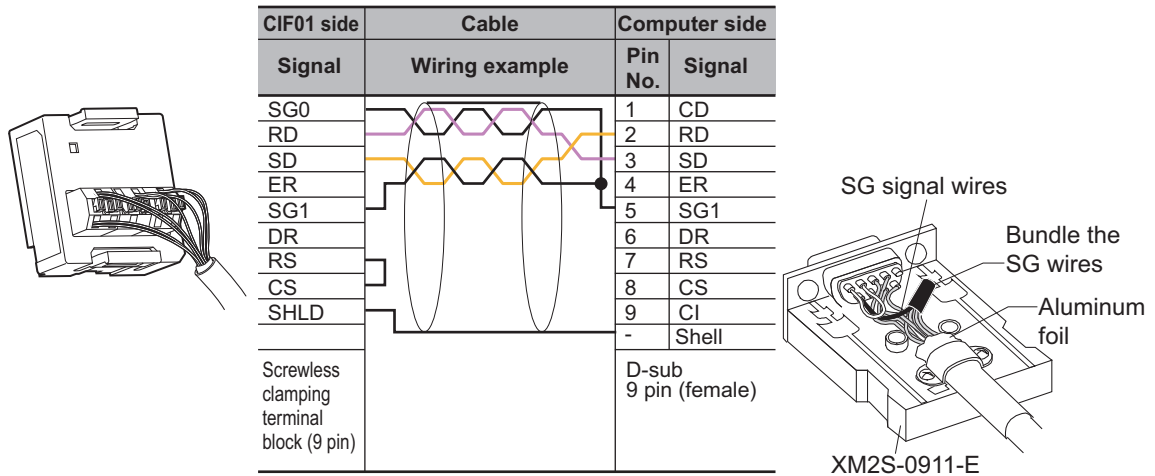 CIF01 side Cable Computer side
Signal Wiring example Pin No. Signal
SG0 1 CD
RD 2 RD
SD 3 SD
ER 4 ER
SG1 5 SG1
DR 6 DR
RS 7 RS
CS 8 CS
SHLD 9 CI
- Shell
Screwless
clamping
terminal
block (9 pin)
D-sub
9 pin (female)
SG signal wires
Bundle the
SG wires
Aluminum
foil
XM2S-0911-E